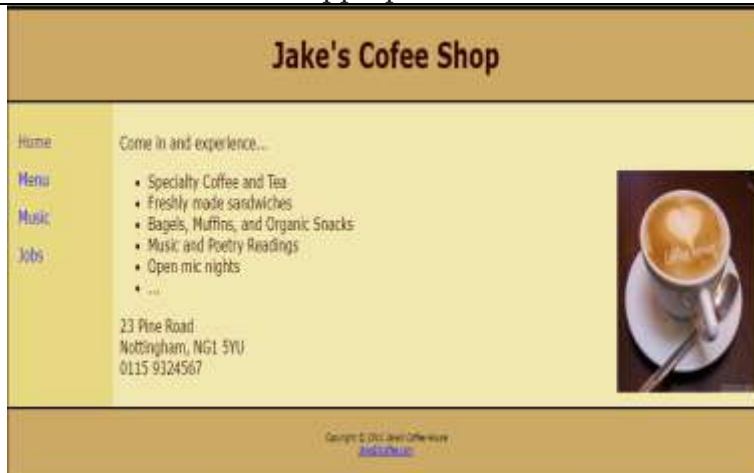 Jake's Cofee Shop
Home
Menu
Music
Jobs
Come in and experience...
• Specialty Coffee and Tea
• Freshly made sandwiches
• Bagels, Muffins, and Organic Snacks
• Music and Poetry Readings
• Open mic nights
• ...
23 Pine Road
Nottingham, NG1 5YU
0115 9324567
Copyright ©